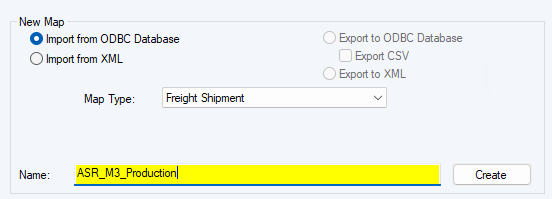 New Map
Import from ODBC Database
Export to ODBC Database
Import from XML
Export CSV
Export to XML
Map Type: Freight Shipment
Name: ASR_M3_Production Create